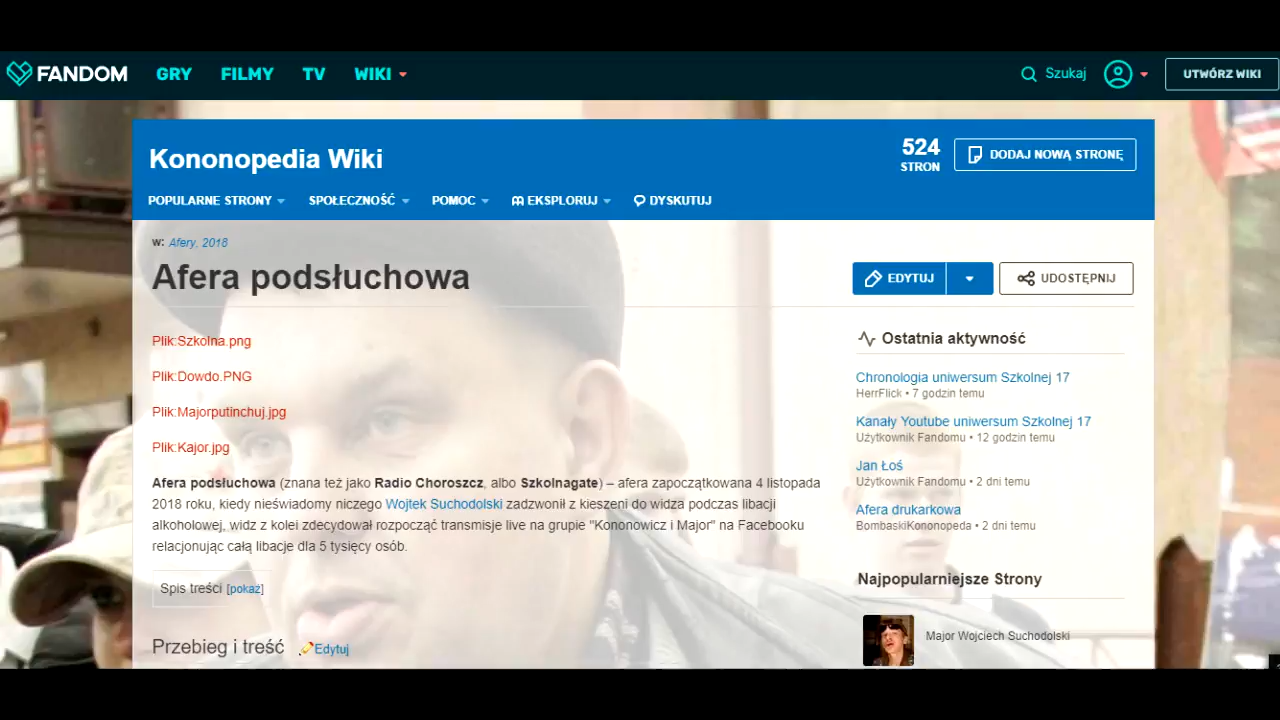 FANDOM GRY FILMY TV WIKI Szukaj UTWÓRZ WIKI
Kononopedia Wiki
524
STRON
DODAJ NOWĄ STRONĘ
POPULARNE STRONY SPOŁECZNOŚĆ POMOC EKSPLORUJ DYSKUTUJ
w: Afery, 2018
Afera podsłuchowa
EDYTUJ UDOSTĘPNIJ
Plik:Szkolna.png
Plik:Dowdo.PNG
Plik:Majorputinchuj.jpg
Plik:Kajor.jpg
Afera podsłuchowa (znana też jako Radio Choroszcz, albo Szkolnagate) – afera zapoczątkowana 4 listopada
2018 roku, kiedy nieświadomy niczego Wojtek Suchodolski zadzwonił z kieszeni do widza podczas libacji
alkoholowej, widz z kolei zdecydował rozpocząć transmisje live na grupie "Kononowicz i Major" na Facebooku
relacjonując całą libacje dla 5 tysięcy osób.
Spis treści [pokaż]
Przebieg i treść Edytuj
Ostatnia aktywność
Chronologia uniwersum Szkolnej 17
HerrFlick • 7 godzin temu
Kanały Youtube uniwersum Szkolnej 17
Użytkownik Fandomu • 12 godzin temu
Jan Łoś
Użytkownik Fandomu • 2 dni temu
Afera drukarkowa
BombaskiKononopeda • 2 dni temu
Najpopularniejsze Strony
Major Wojciech Suchodolski